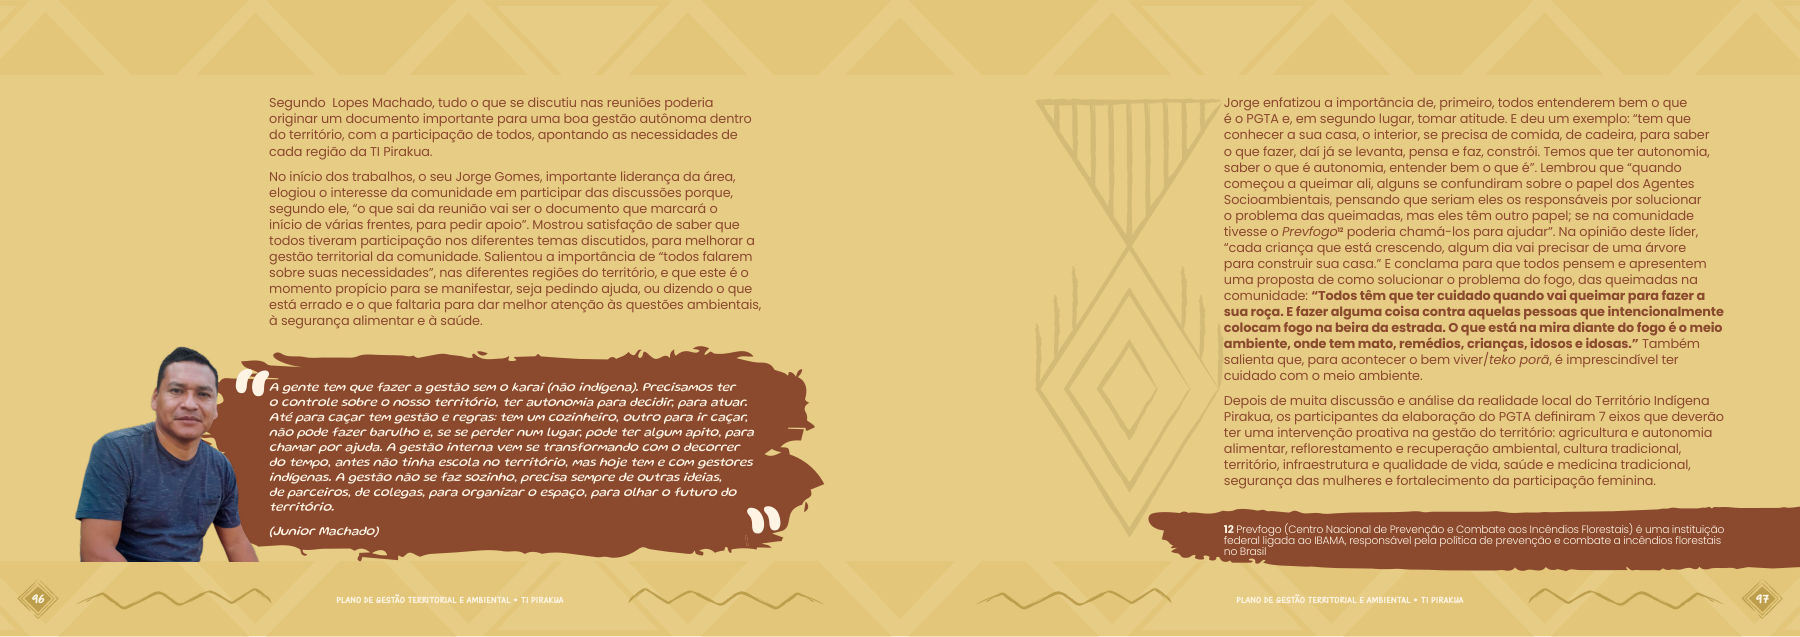 Segundo  Lopes Machado, tudo o que se discutiu nas reuniões poderia
originar um documento importante para uma boa gestão autônoma dentro
do território, com a participação de todos, apontando as necessidades de
cada região da TI Pirakua.
No início dos trabalhos, o seu Jorge Gomes, importante liderança da área,
elogiou o interesse da comunidade em participar das discussões porque,
segundo ele, “o que sai da reunião vai ser o documento que marcará o
início de várias frentes, para pedir apoio”. Mostrou satisfação de saber que
todos tiveram participação nos diferentes temas discutidos, para melhorar a
gestão territorial da comunidade. Salientou a importância de “todos falarem
sobre suas necessidades”, nas diferentes regiões do território, e que este é o
momento propício para se manifestar, seja pedindo ajuda, ou dizendo o que
está errado e o que faltaria para dar melhor atenção às questões ambientais,
à segurança alimentar e à saúde.
“A gente tem que fazer a gestão sem o karai (não indígena). Precisamos ter
o controle sobre o nosso território, ter autonomia para decidir, para atuar.
Até para caçar tem gestão e regras: tem um cozinheiro, outro para ir caçar,
não pode fazer barulho e, se se perder num lugar, pode ter algum apito, para
chamar por ajuda. A gestão interna vem se transformando com o decorrer
do tempo, antes não tinha escola no território, mas hoje tem e com gestores
indígenas. A gestão não se faz sozinho, precisa sempre de outras ideias,
de parceiros, de colegas, para organizar o espaço, para olhar o futuro do
território.
(Junior Machado)”
96
PLANO DE GESTÃO TERRITORIAL E AMBIENTAL • TI PIRAKUA
Jorge enfatizou a importância de, primeiro, todos entenderem bem o que
é o PGTA e, em segundo lugar, tomar atitude. E deu um exemplo: “tem que
conhecer a sua casa, o interior, se precisa de comida, de cadeira, para saber
o que fazer, daí já se levanta, pensa e faz, constrói. Temos que ter autonomia,
saber o que é autonomia, entender bem o que é”. Lembrou que “quando
começou a queimar ali, alguns se confundiram sobre o papel dos Agentes
Socioambientais, pensando que seriam eles os responsáveis por solucionar
o problema das queimadas, mas eles têm outro papel; se na comunidade
tivesse o Prevfogo¹² poderia chamá-los para ajudar”. Na opinião deste líder,
“cada criança que está crescendo, algum dia vai precisar de uma árvore
para construir sua casa.” E conclama para que todos pensem e apresentem
uma proposta de como solucionar o problema do fogo, das queimadas na
comunidade: “Todos têm que ter cuidado quando vai queimar para fazer a
sua roça. E fazer alguma coisa contra aquelas pessoas que intencionalmente
colocam fogo na beira da estrada. O que está na mira diante do fogo é o meio
ambiente, onde tem mato, remédios, crianças, idosos e idosas.” Também
salienta que, para acontecer o bem viver/teko porã, é imprescindível ter
cuidado com o meio ambiente.
Depois de muita discussão e análise da realidade local do Território Indígena
Pirakua, os participantes da elaboração do PGTA definiram 7 eixos que deverão
ter uma intervenção proativa na gestão do território: agricultura e autonomia
alimentar, reflorestamento e recuperação ambiental, cultura tradicional,
território, infraestrutura e qualidade de vida, saúde e medicina tradicional,
segurança das mulheres e fortalecimento da participação feminina.
12 Prevfogo (Centro Nacional de Prevenção e Combate aos Incêndios Florestais) é uma instituição
federal ligada ao IBAMA, responsável pela política de prevenção e combate a incêndios florestais
no Brasil
PLANO DE GESTÃO TERRITORIAL E AMBIENTAL • TI PIRAKUA
97